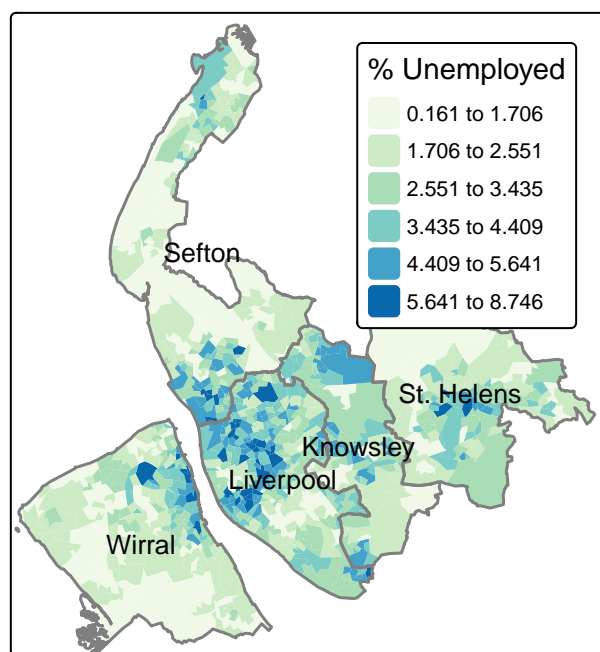 % Unemployed
0.161 to 1.706
1.706 to 2.551
2.551 to 3.435
3.435 to 4.409
4.409 to 5.641
5.641 to 8.746
Sefton
St. Helens
Knowsley
Liverpool
Wirral